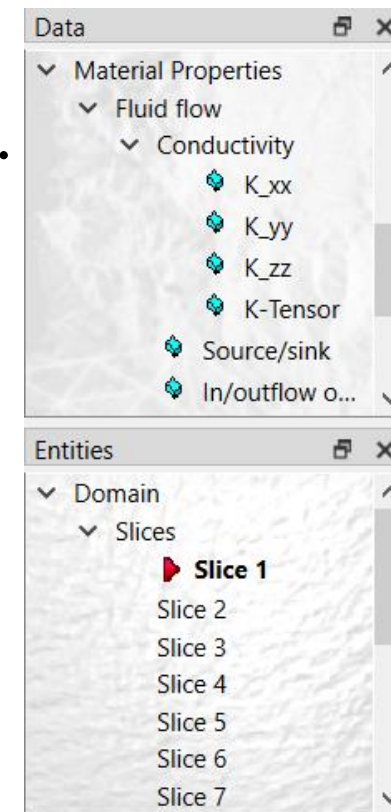 Data
Material Properties
Fluid flow
Conductivity
K_xx
K_yy
K_zz
K-Tensor
Source/sink
In/outflow o...
Entities
Domain
Slices
Slice 1
Slice 2
Slice 3
Slice 4
Slice 5
Slice 6
Slice 7